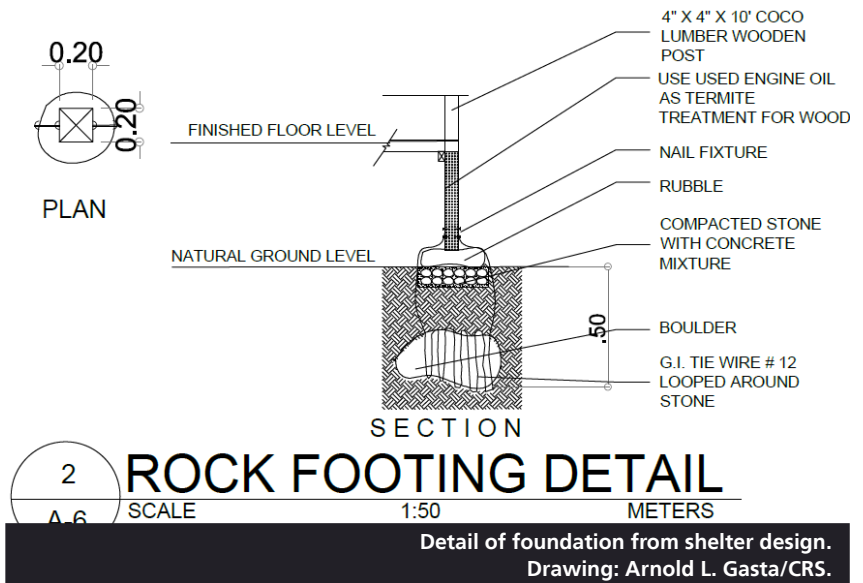 0.20
0.20
PLAN
FINISHED FLOOR LEVEL
NATURAL GROUND LEVEL
4" X 4" X 10' COCO
LUMBER WOODEN
POST
USE USED ENGINE OIL
AS TERMITE
TREATMENT FOR WOOD
NAIL FIXTURE
RUBBLE
COMPACTED STONE
WITH CONCRETE
MIXTURE
.50
BOULDER
G.I. TIE WIRE # 12
LOOPED AROUND
STONE
SECTION
2
A-6
ROCK FOOTING DETAIL
SCALE 1:50 METERS
Detail of foundation from shelter design.
Drawing: Arnold L. Gasta/CRS.